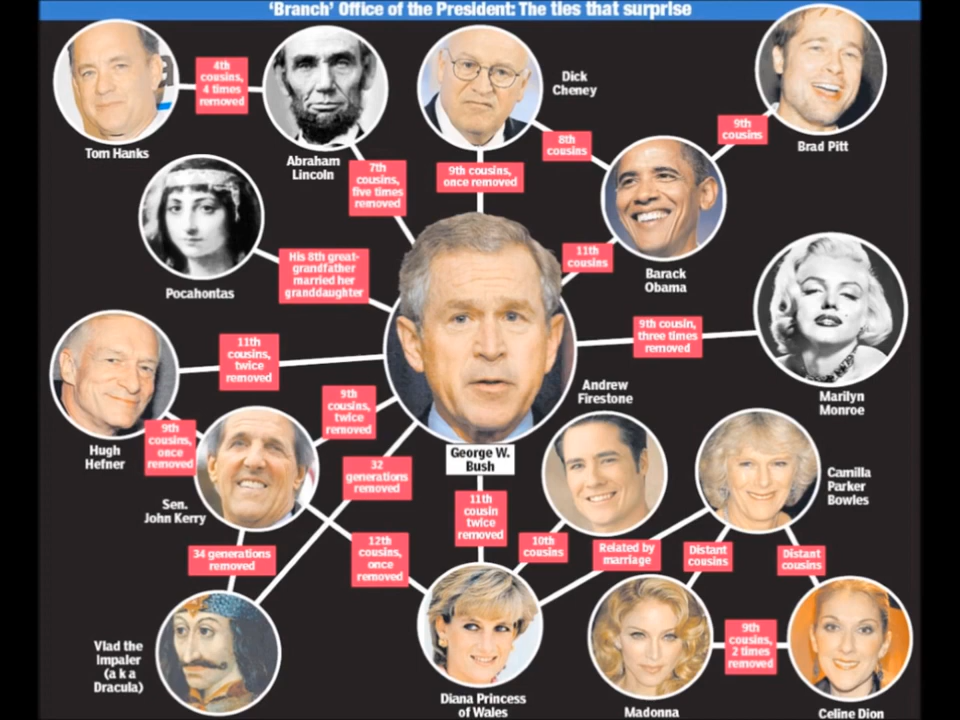 'Branch' Office of the President: The ties that surprise
4th
cousins,
4 times
removed
Tom Hanks
Abraham
Lincoln
7th
cousins,
five times
removed
Dick
Cheney
9th cousins,
once removed
8th
cousins
9th
cousins
Brad Pitt
Pocahontas
His 8th great-
grandfather
married her
granddaughter
11th
cousins
Barack
Obama
11th
cousins,
twice
removed
9th cousin,
three times
removed
Marilyn
Monroe
Hugh
Hefner
9th
cousins,
once
removed
9th
cousins,
twice
removed
George W.
Bush
Andrew
Firestone
Camilla
Parker
Bowles
Sen.
John Kerry
32
generations
removed
11th
cousin
twice
removed
34 generations
removed
12th
cousins,
once
removed
10th
cousins
Related by
marriage
Distant
cousins
Distant
cousins
Vlad the
Impaler
(a k a
Dracula)
Diana Princess
of Wales
Madonna
9th
cousins,
2 times
removed
Celine Dion